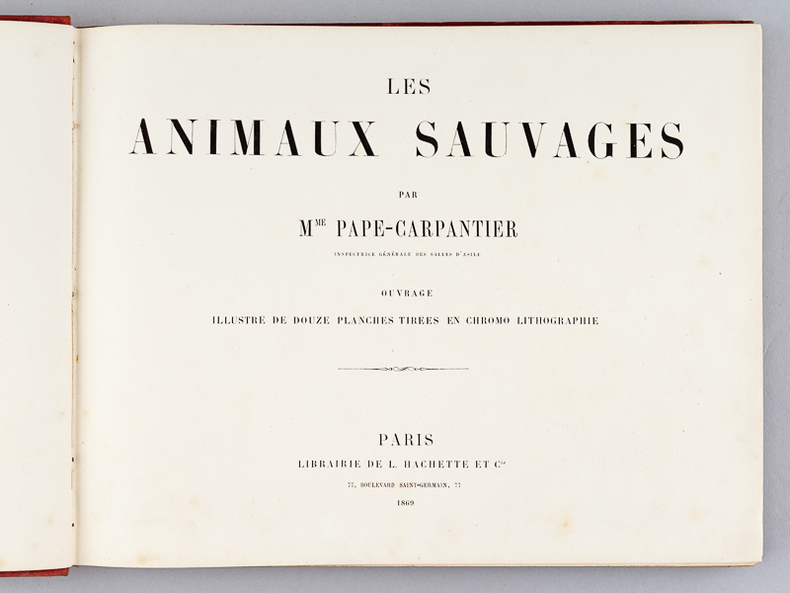 LES
ANIMAUX SAUVAGES
PAR
MME PAPE-CARPANTIER
INSPECTRICE GÉNÉRALE DES SALLES D'ASILE
OUVRAGE
ILLUSTRÉ DE DOUZE PLANCHES TIRÉES EN CHROMO LITHOGRAPHIE
PARIS
LIBRAIRIE DE L. HACHETTE ET Cie
77, BOULEVARD SAINT-GERMAIN, 77
1869